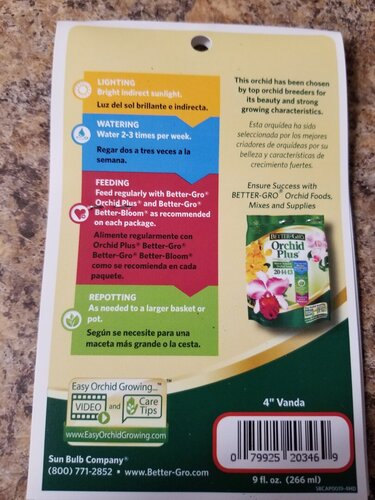 LIGHTING
Bright indirect sunlight.
Luz del sol brillante e indirecta.
WATERING
Water 2-3 times per week.
Regar dos a tres veces a la
semana.
FEEDING
Feed regularly with Better-Gro®
Orchid Plus® and Better-Gro®
Better-Bloom® as recommended
on each package.
Alimente regularmente con
Orchid Plus® Better-Gro®
Better-Gro® Better-Bloom®
como se recomienda en cada
paquete.
REPOTTING
As needed to a larger basket or
pot.
Según se necesite para una
maceta más grande o la cesta.
This orchid has been chosen
by top orchid breeders for
its beauty and strong
growing characteristics.
Esta orquídea ha sido
seleccionada por los mejores
criadores de orquídeas por su
belleza y características de
crecimiento fuertes.
Ensure Success with
BETTER-GRO® Orchid Foods,
Mixes and Supplies
BETTER-GRO
Orchid
Plus
20-14-13
Easy Orchid Growing...™
VIDEO
and
Care
Tips
www.EasyOrchidGrowing.com
Sun Bulb Company®
(800) 771-2852 • www.Better-Gro.com
4" Vanda
0 79925 20346 9
9 fl. oz. (266 ml)